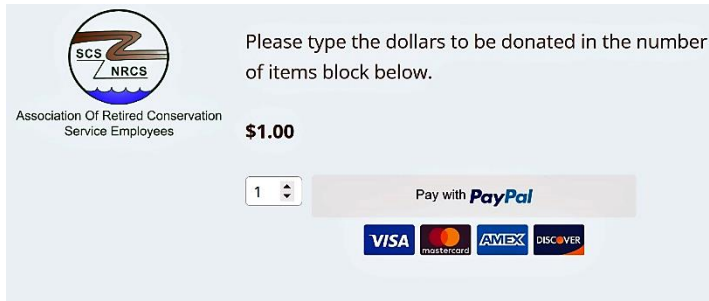 SCS
NRCS
Association Of Retired Conservation
Service Employees
Please type the dollars to be donated in the number
of items block below.
$1.00
1
Pay with PayPal
VISA
mastercard
AMEX
DISCOVER